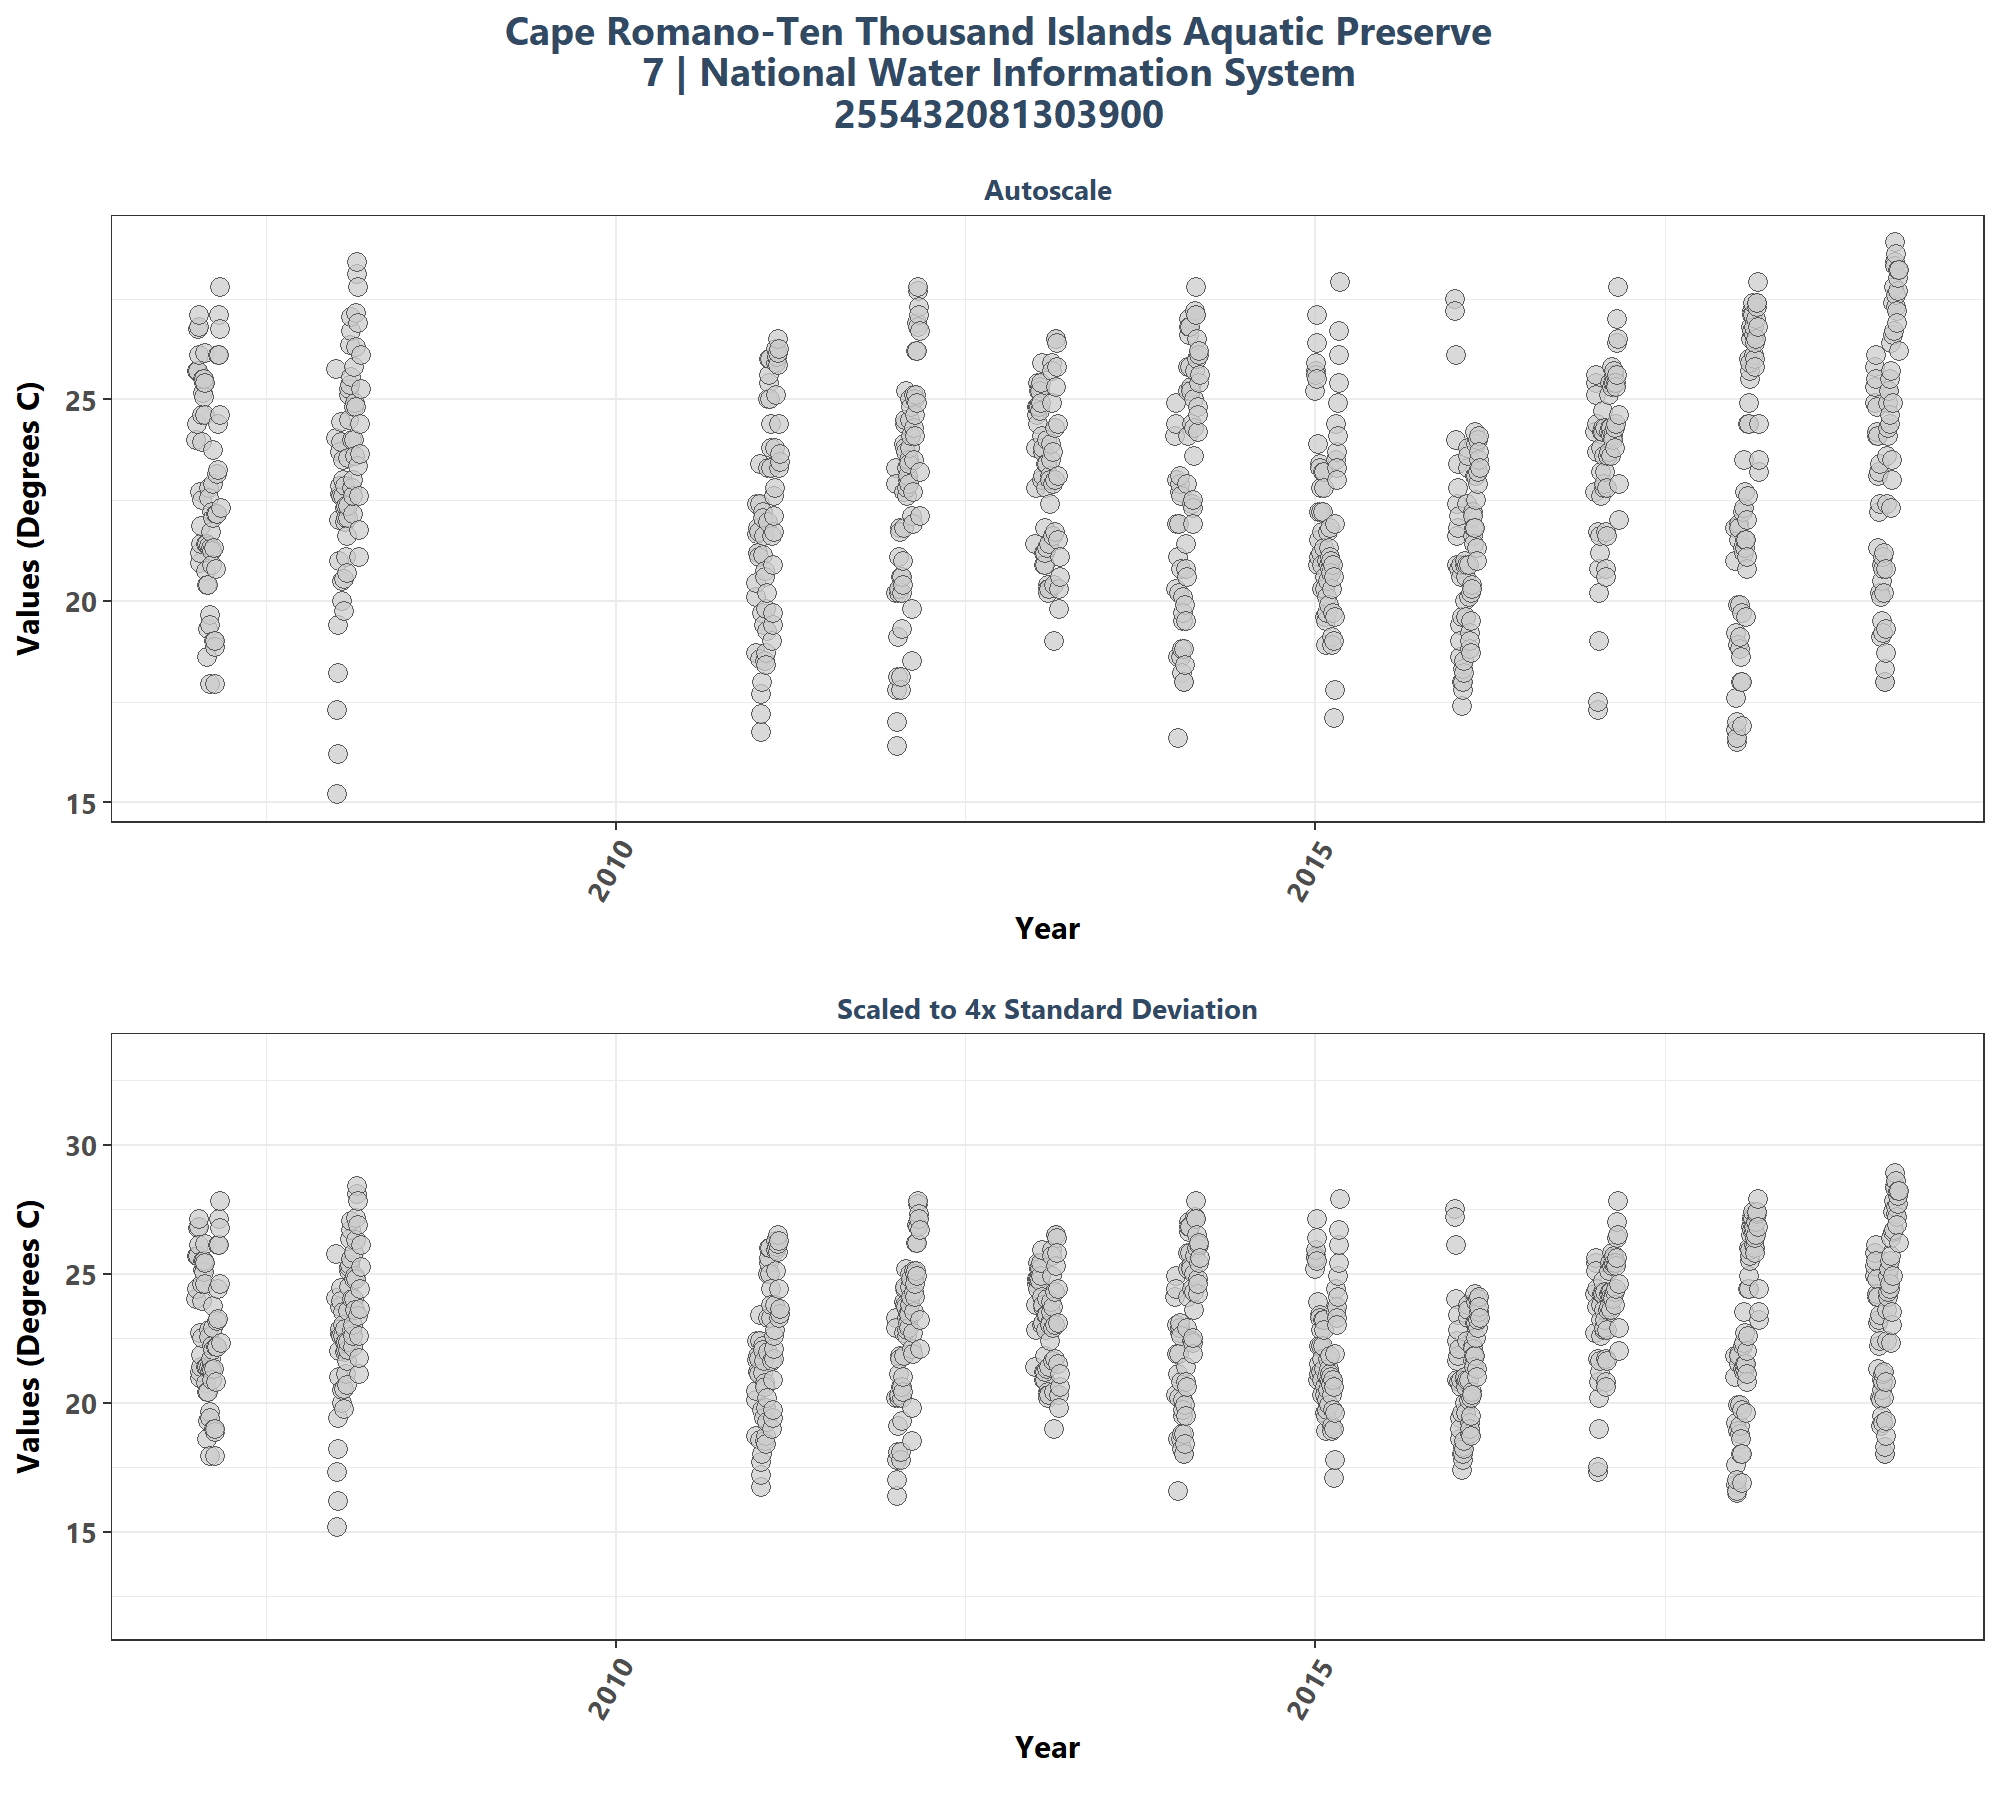 Cape Romano-Ten Thousand Islands Aquatic Preserve
7 | National Water Information System
255432081303900
Autoscale
Values (Degrees C)
25
20
15
2010
2015
Year
Scaled to 4x Standard Deviation
Values (Degrees C)
30
25
20
15
2010
2015
Year